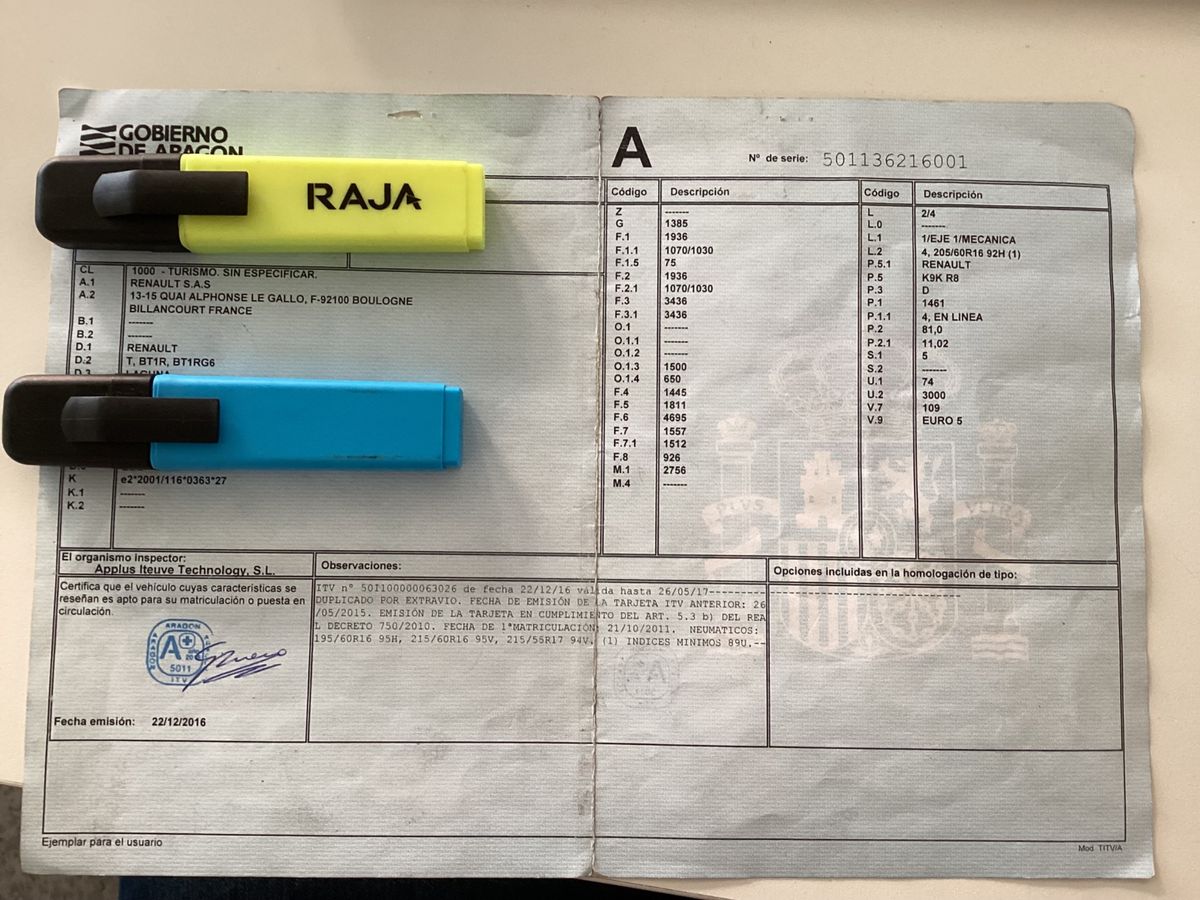 GOBIERNO
DE ARAGON
RAJA
CL 1000 - TURISMO. SIN ESPECIFICAR.
A.1 RENAULT S.A.S
A.2 13-15 QUAI ALPHONSE LE GALLO, F-92100 BOULOGNE
BILLANCOURT FRANCE
B.1 -------
B.2 -------
D.1 RENAULT
D.2 T, BT1R, BT1RG6
D.3 LAGUNA
K e2*2001/116*0363*27
K.1 -------
K.2 -------
A
Nº de serie: 501136216001
Código Descripción
Z -------
G 1385
F.1 1936
F.1.1 1070/1030
F.1.5 75
F.2 1936
F.2.1 1070/1030
F.3 3436
F.3.1 3436
O.1 -------
O.1.1 -------
O.1.2 -------
O.1.3 1500
O.1.4 650
F.4 1445
F.5 1811
F.6 4695
F.7 1557
F.7.1 1512
F.8 926
M.1 2756
M.4 -------
Código Descripción
L 2/4
L.0 -------
L.1 1/EJE 1/MECANICA
L.2 4, 205/60R16 92H (1)
P.5.1 RENAULT
P.5 K9K R8
P.3 D
P.1 1461
P.1.1 4, EN LINEA
P.2 81,0
P.2.1 11,02
S.1 5
S.2 -------
U.1 74
U.2 3000
V.7 109
V.9 EURO 5
PLVS
VLTRA
El organismo inspector:
Applus Iteuve Technology, S.L.
Certifica que el vehículo cuyas características se
reseñan es apto para su matriculación o puesta en
circulación.
ARAGON
A+
5011
ITV
Fecha emisión: 22/12/2016
Observaciones:
ITV nº 501100000063026 de fecha 22/12/16 válida hasta 26/05/17-------
DUPLICADO POR EXTRAVIO. FECHA DE EMISIÓN DE LA TARJETA ITV ANTERIOR: 26
/05/2015. EMISIÓN DE LA TARJETA EN CUMPLIMIENTO DEL ART. 5.3 b) DEL REA
L DECRETO 750/2010. FECHA DE 1ªMATRICULACIÓN: 21/10/2011. NEUMATICOS:
195/60R16 95H, 215/60R16 95V, 215/55R17 94V, (1) INDICES MINIMOS 89U.--
Opciones incluidas en la homologación de tipo:
-------------------------------
Ejemplar para el usuario
Mod. TITV/A